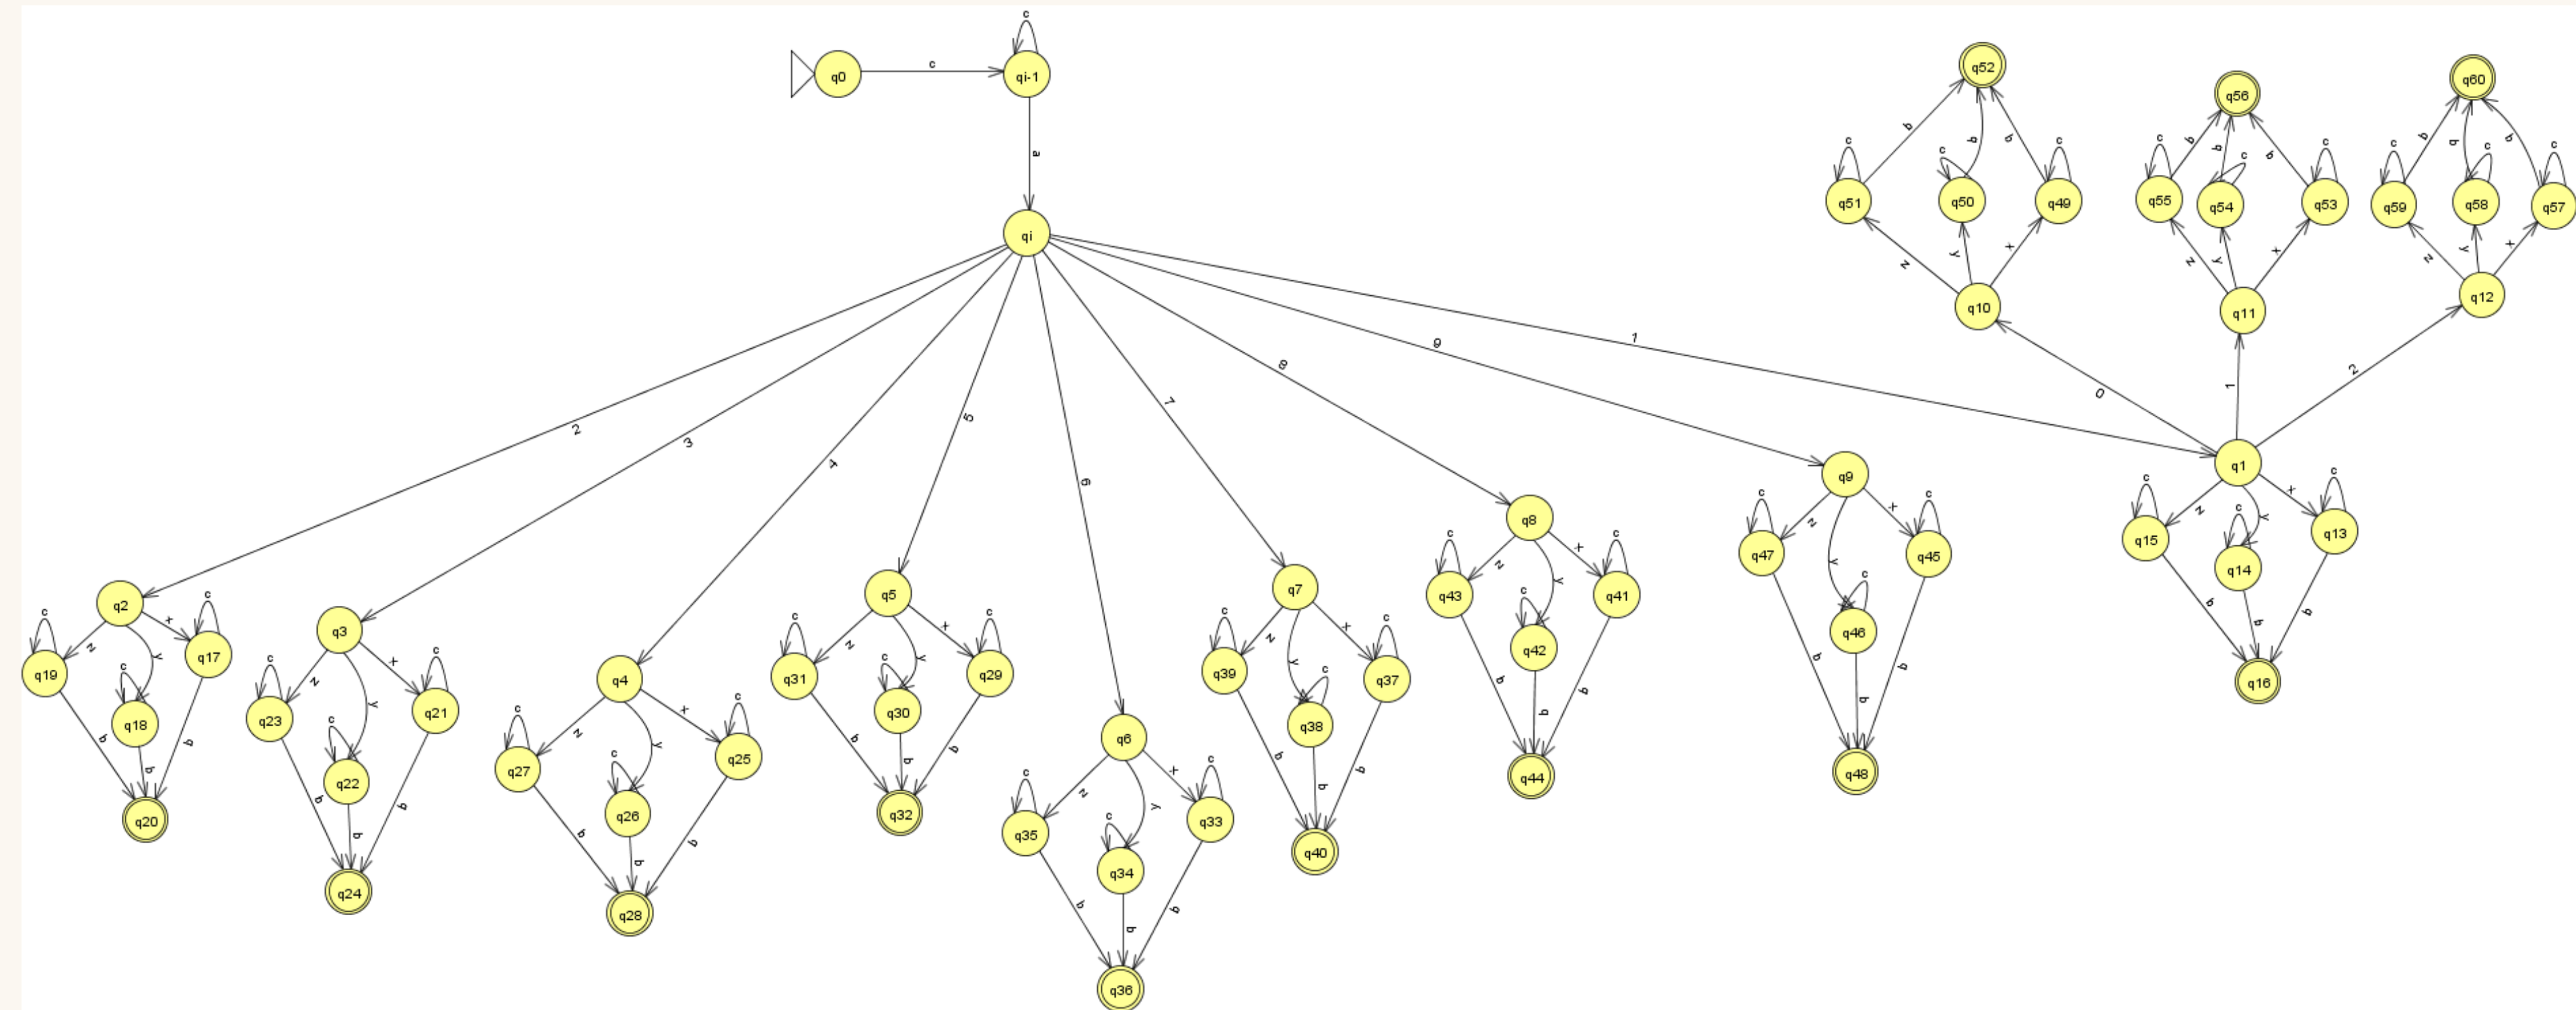 c
q0 c qi-1
a
qi
2 3 4 5 6 7 8 9 1
c c c
b b b
q52
c c c
q51 q50 q49
z y x
q10
b b b
q56
c c c
q55 q54 q53
z y x
q11
b b b
q60
c c c
q59 q58 q57
z y x
q12
0 1 2
q1
z y x
c c c
q15 q14 q13
b b b
q16
q2
z y x
c c c
q19 q18 q17
b b b
q20
q3
z y x
c c c
q23 q22 q21
b b b
q24
q4
z y x
c c c
q27 q26 q25
b b b
q28
q5
z y x
c c c
q31 q30 q29
b b b
q32
q6
z y x
c c c
q35 q34 q33
b b b
q36
q7
z y x
c c c
q39 q38 q37
b b b
q40
q8
z y x
c c c
q43 q42 q41
b b b
q44
q9
z y x
c c c
q47 q46 q45
b b b
q48